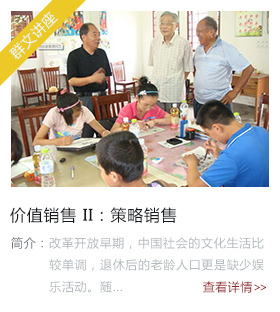 群文讲座
价值销售 II：策略销售
简介：改革开放早期，中国社会的文化生活比
较单调，退休后的老龄人口更是缺少娱
乐活动。随...
查看详情>>